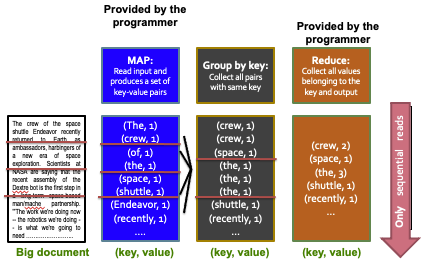 Provided by the
programmer
Provided by the
programmer
MAP:
Read input and
produces a set of
key-value pairs
Group by key:
Collect all pairs
with same key
Reduce:
Collect all values
belonging to the
key and output
The crew of the space
shuttle Endeavor recently
returned to Earth as
ambassadors, harbingers of
a new era of space
exploration. Scientists at
NASA are saying that the
recent assembly of the
Dextre bot is the first step in
a long-term space-based
man/mache partnership.
"The work we're doing now
-- the robotics we're doing -
- is what we're going to
need ........................
Big document
(The, 1)
(crew, 1)
(of, 1)
(the, 1)
(space, 1)
(shuttle, 1)
(Endeavor, 1)
(recently, 1)
....
(key, value)
(crew, 1)
(crew, 1)
(space, 1)
(the, 1)
(the, 1)
(the, 1)
(shuttle, 1)
(recently, 1)
...
(key, value)
(crew, 2)
(space, 1)
(the, 3)
(shuttle, 1)
(recently, 1)
...
(key, value)
Only sequential reads